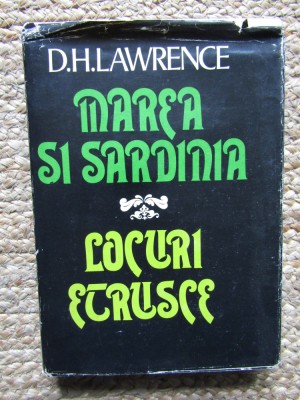 D.H.LAWRENCE
MAREA
SI SARDINIA
LOCURI
ETRUSCE